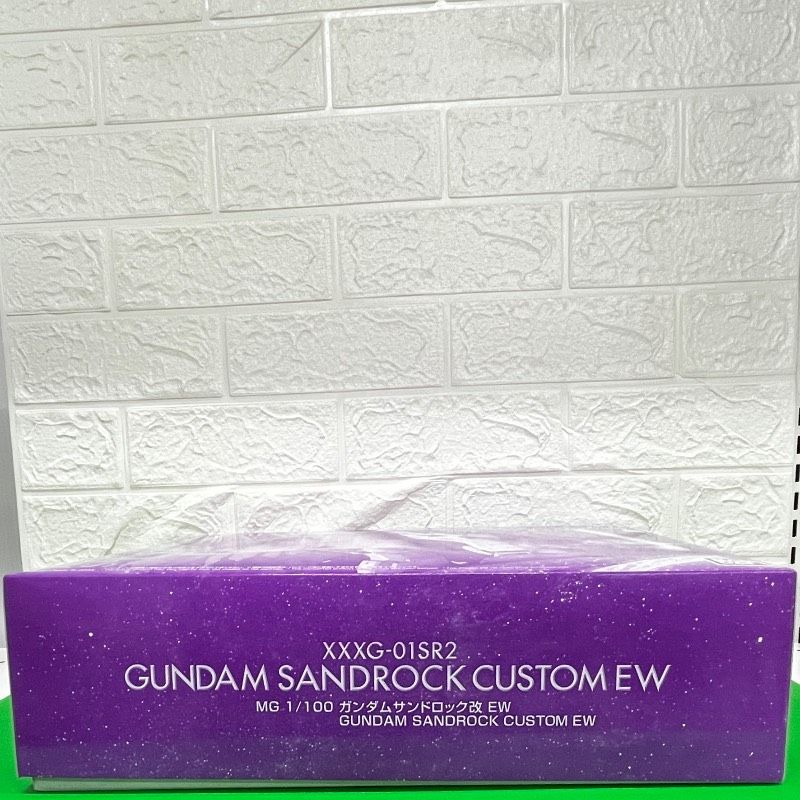 XXXG-01SR2
GUNDAM SANDROCK CUSTOM EW
MG 1/100 ガンダムサンドロック改 EW
GUNDAM SANDROCK CUSTOM EW